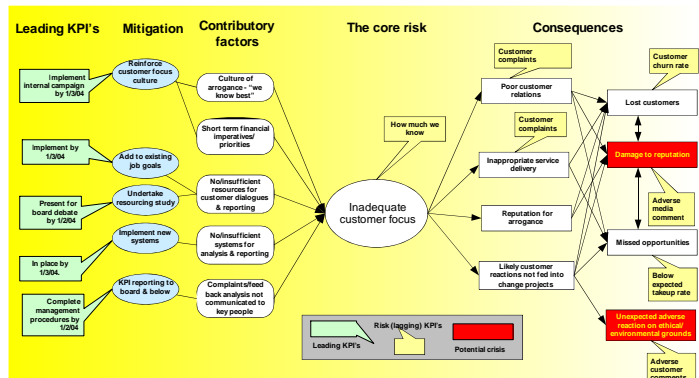 Leading KPI's
Mitigation
Contributory
factors
The core risk
Consequences
Implement
internal campaign
by 1/3/04
Implement by
1/3/04
Present for
board debate
by 1/2/04
In place by
1/3/04.
Complete
management
procedures by
1/2/04
Reinforce
customer focus
culture
Add to existing
job goals
Undertake
resourcing study
Implement new
systems
KPI reporting to
board & below
Culture of
arrogance - "we
know best"
Short term financial
imperatives/
priorities
No/insufficient
resources for
customer dialogues
& reporting
No/insufficient
systems for
analysis & reporting
Complaints/feed
back analysis not
communicated to
key people
How much we
know
Inadequate
customer focus
Customer
complaints
Poor customer
relations
Customer
complaints
Inappropriate service
delivery
Reputation for
arrogance
Likely customer
reactions not fed into
change projects
Customer
churn rate
Lost customers
Damage to reputation
Adverse
media
comment
Missed opportunities
Below
expected
takeup rate
Unexpected adverse
reaction on ethical/
environmental grounds
Adverse
customer
comments
Risk (lagging) KPI's
Leading KPI's
Potential crisis